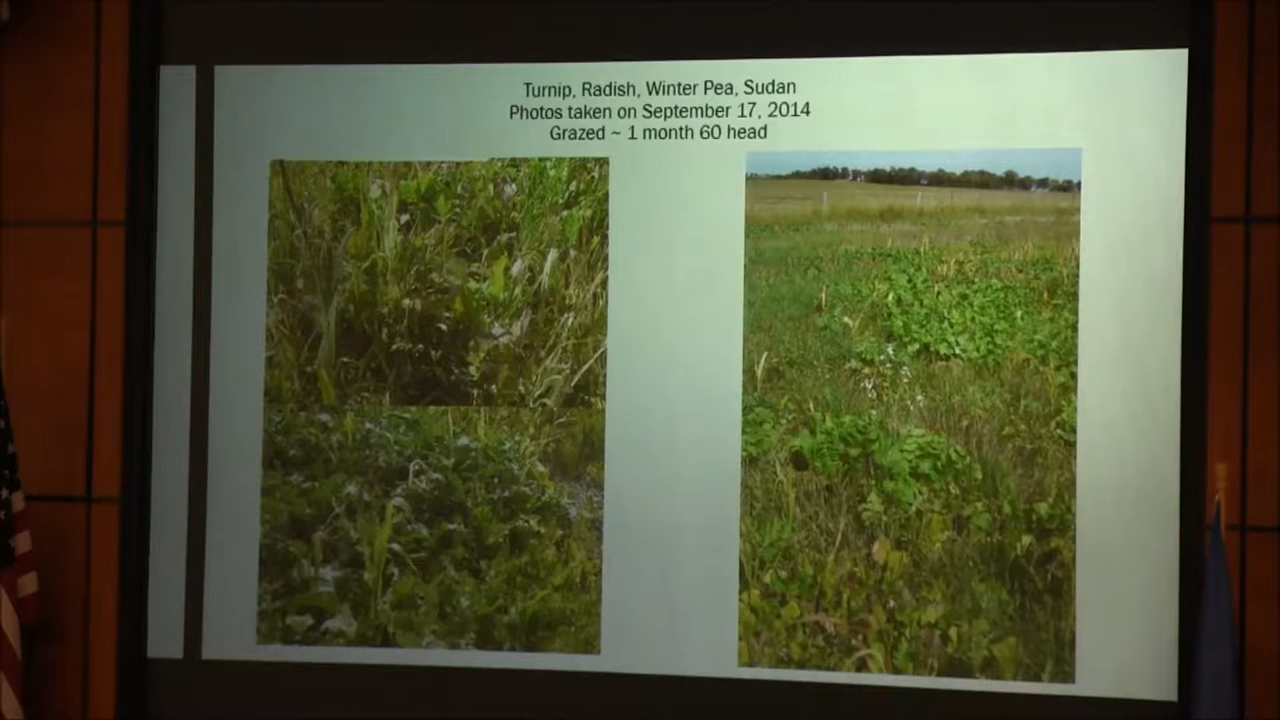 Turnip, Radish, Winter Pea, Sudan
Photos taken on September 17, 2014
Grazed ~ 1 month 60 head